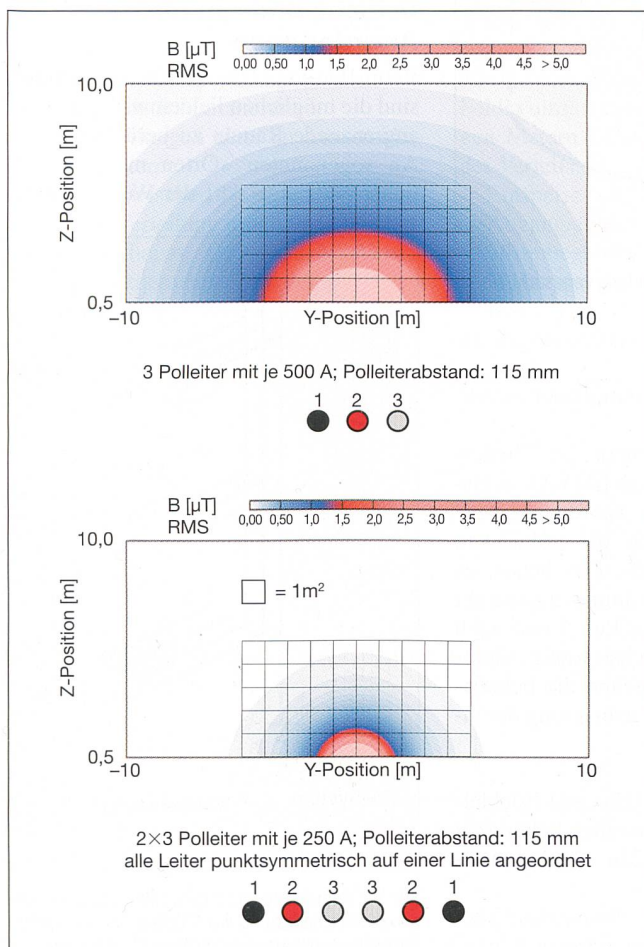 B [µT]
RMS
0,00 0,50 1,0 1,5 2,0 2,5 3,0 3,5 4,0 4,5 > 5,0
10,0
Z-Position [m]
0,5
–10
Y-Position [m]
10
3 Polleiter mit je 500 A; Polleiterabstand: 115 mm
1 2 3
B [µT]
RMS
0,00 0,50 1,0 1,5 2,0 2,5 3,0 3,5 4,0 4,5 > 5,0
10,0
= 1m²
Z-Position [m]
0,5
–10
Y-Position [m]
10
2×3 Polleiter mit je 250 A; Polleiterabstand: 115 mm
alle Leiter punktsymmetrisch auf einer Linie angeordnet
1 2 3 3 2 1